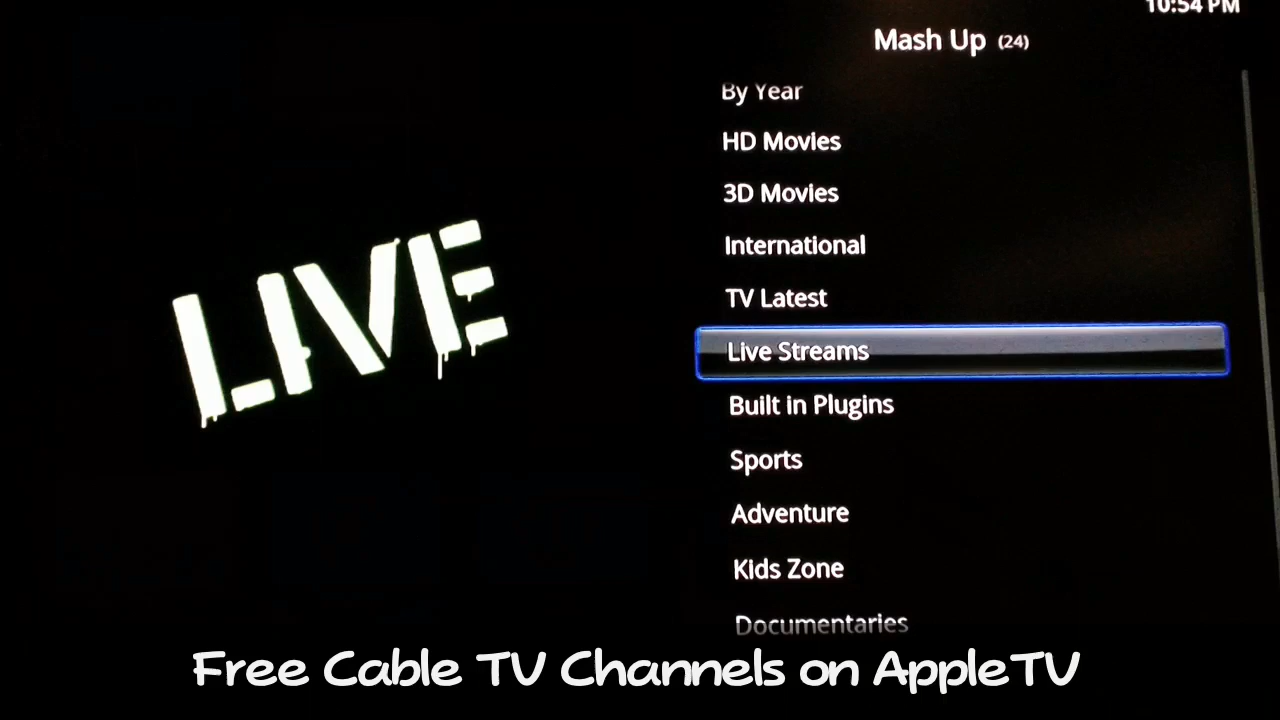 10:54 PM
Mash Up (24)
By Year
HD Movies
3D Movies
International
TV Latest
LIVE
Live Streams
Built in Plugins
Sports
Adventure
Kids Zone
Documentaries
Free Cable TV Channels on AppleTV